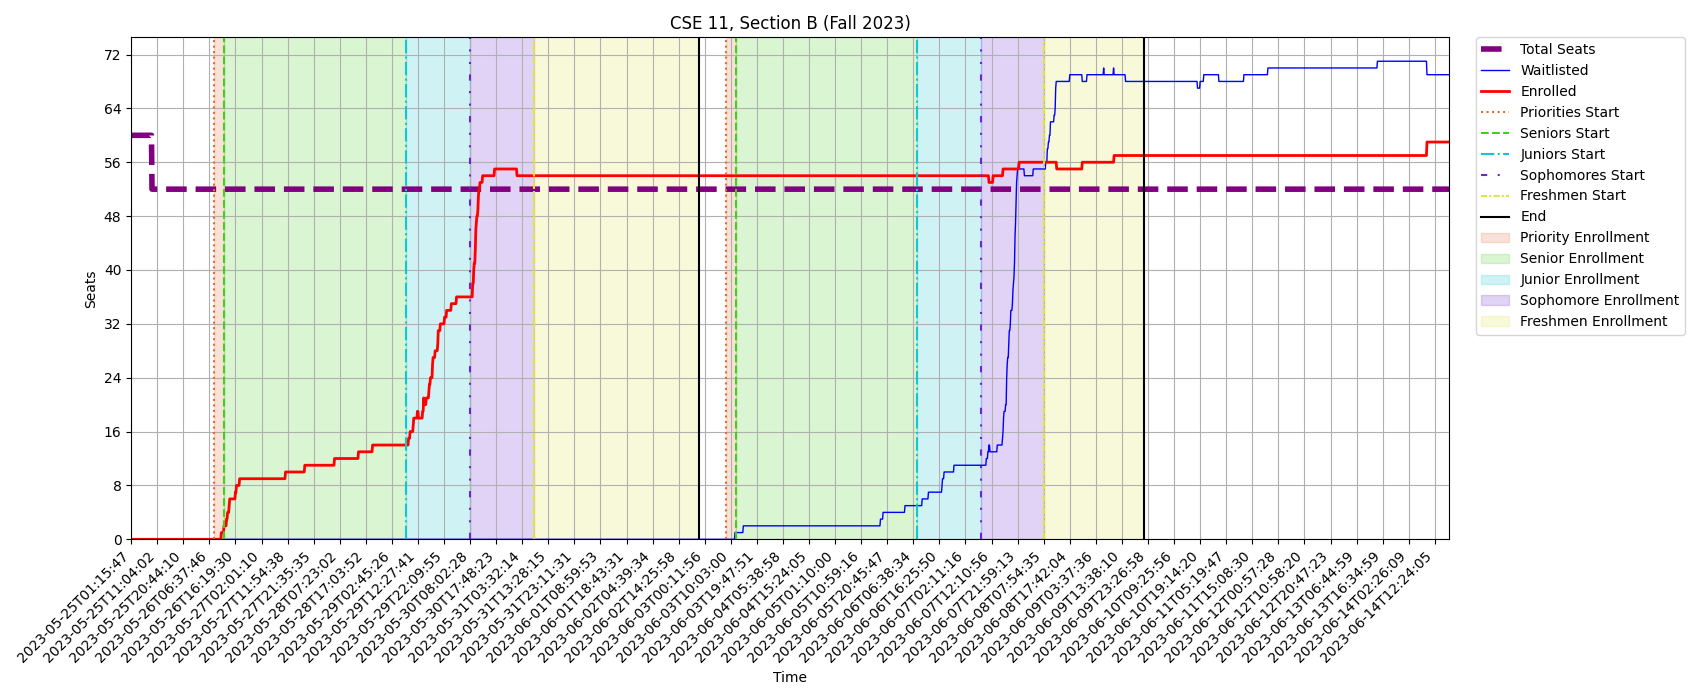 CSE 11, Section B (Fall 2023)
Seats
72
64
56
48
40
32
24
16
8
0
2023-05-25T01:15:47
2023-05-25T11:04:02
2023-05-25T20:44:10
2023-05-26T06:37:46
2023-05-26T16:19:30
2023-05-27T02:01:10
2023-05-27T11:54:38
2023-05-27T21:35:35
2023-05-28T07:23:02
2023-05-28T17:03:52
2023-05-29T02:45:26
2023-05-29T12:27:41
2023-05-29T22:09:55
2023-05-30T08:02:28
2023-05-30T17:48:23
2023-05-31T03:32:14
2023-05-31T13:28:15
2023-05-31T23:11:31
2023-06-01T08:59:53
2023-06-01T18:43:31
2023-06-02T04:39:34
2023-06-02T14:25:58
2023-06-03T00:11:56
2023-06-03T10:03:00
2023-06-03T19:47:51
2023-06-04T05:38:58
2023-06-04T15:24:05
2023-06-05T01:10:00
2023-06-05T10:59:16
2023-06-05T20:45:47
2023-06-06T06:38:34
2023-06-06T16:25:50
2023-06-07T02:11:16
2023-06-07T12:10:56
2023-06-07T21:59:13
2023-06-08T07:54:35
2023-06-08T17:42:04
2023-06-09T03:37:36
2023-06-09T13:38:10
2023-06-09T23:26:58
2023-06-10T09:25:56
2023-06-10T19:14:20
2023-06-11T05:19:47
2023-06-11T15:08:30
2023-06-12T00:57:28
2023-06-12T10:58:20
2023-06-12T20:47:23
2023-06-13T06:44:59
2023-06-13T16:34:59
2023-06-14T02:26:09
2023-06-14T12:24:05
Time
Total Seats
Waitlisted
Enrolled
Priorities Start
Seniors Start
Juniors Start
Sophomores Start
Freshmen Start
End
Priority Enrollment
Senior Enrollment
Junior Enrollment
Sophomore Enrollment
Freshmen Enrollment